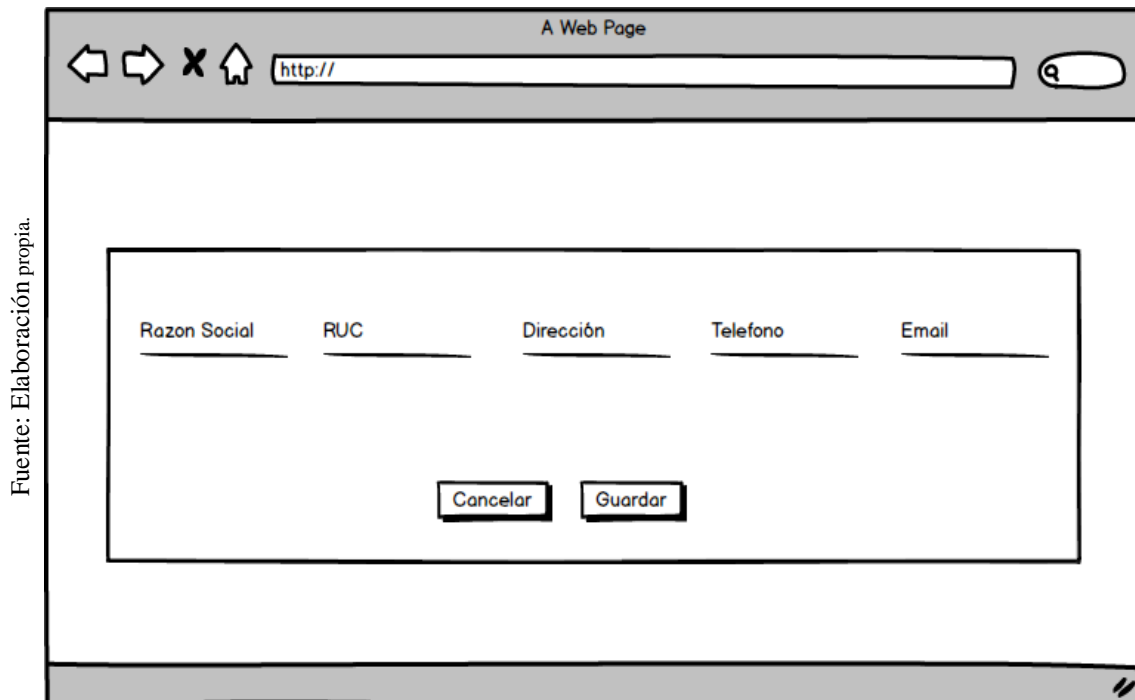 A Web Page
http://
Razon Social RUC Dirección Telefono Email
Cancelar Guardar
Fuente: Elaboración propia.